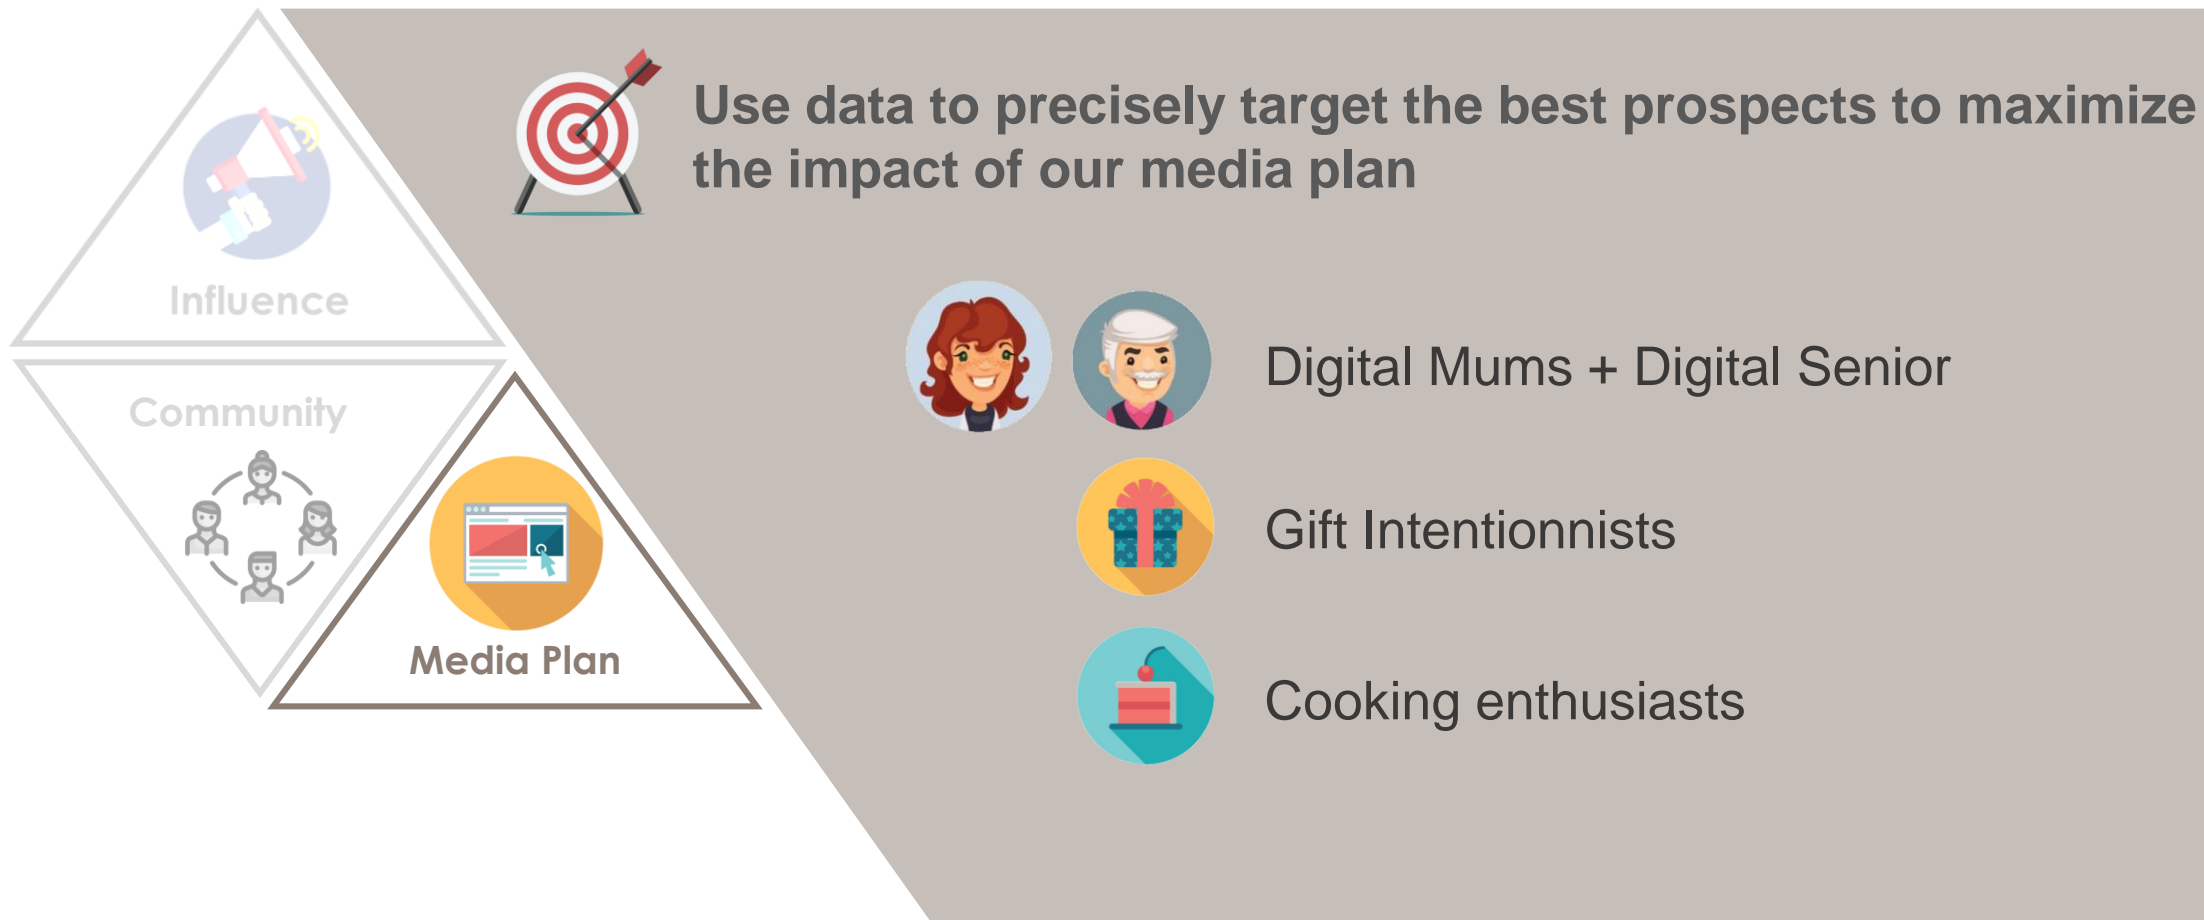 Use data to precisely target the best prospects to maximize
the impact of our media plan
Influence
Community
Media Plan
Digital Mums + Digital Senior
Gift Intentionnists
Cooking enthusiasts